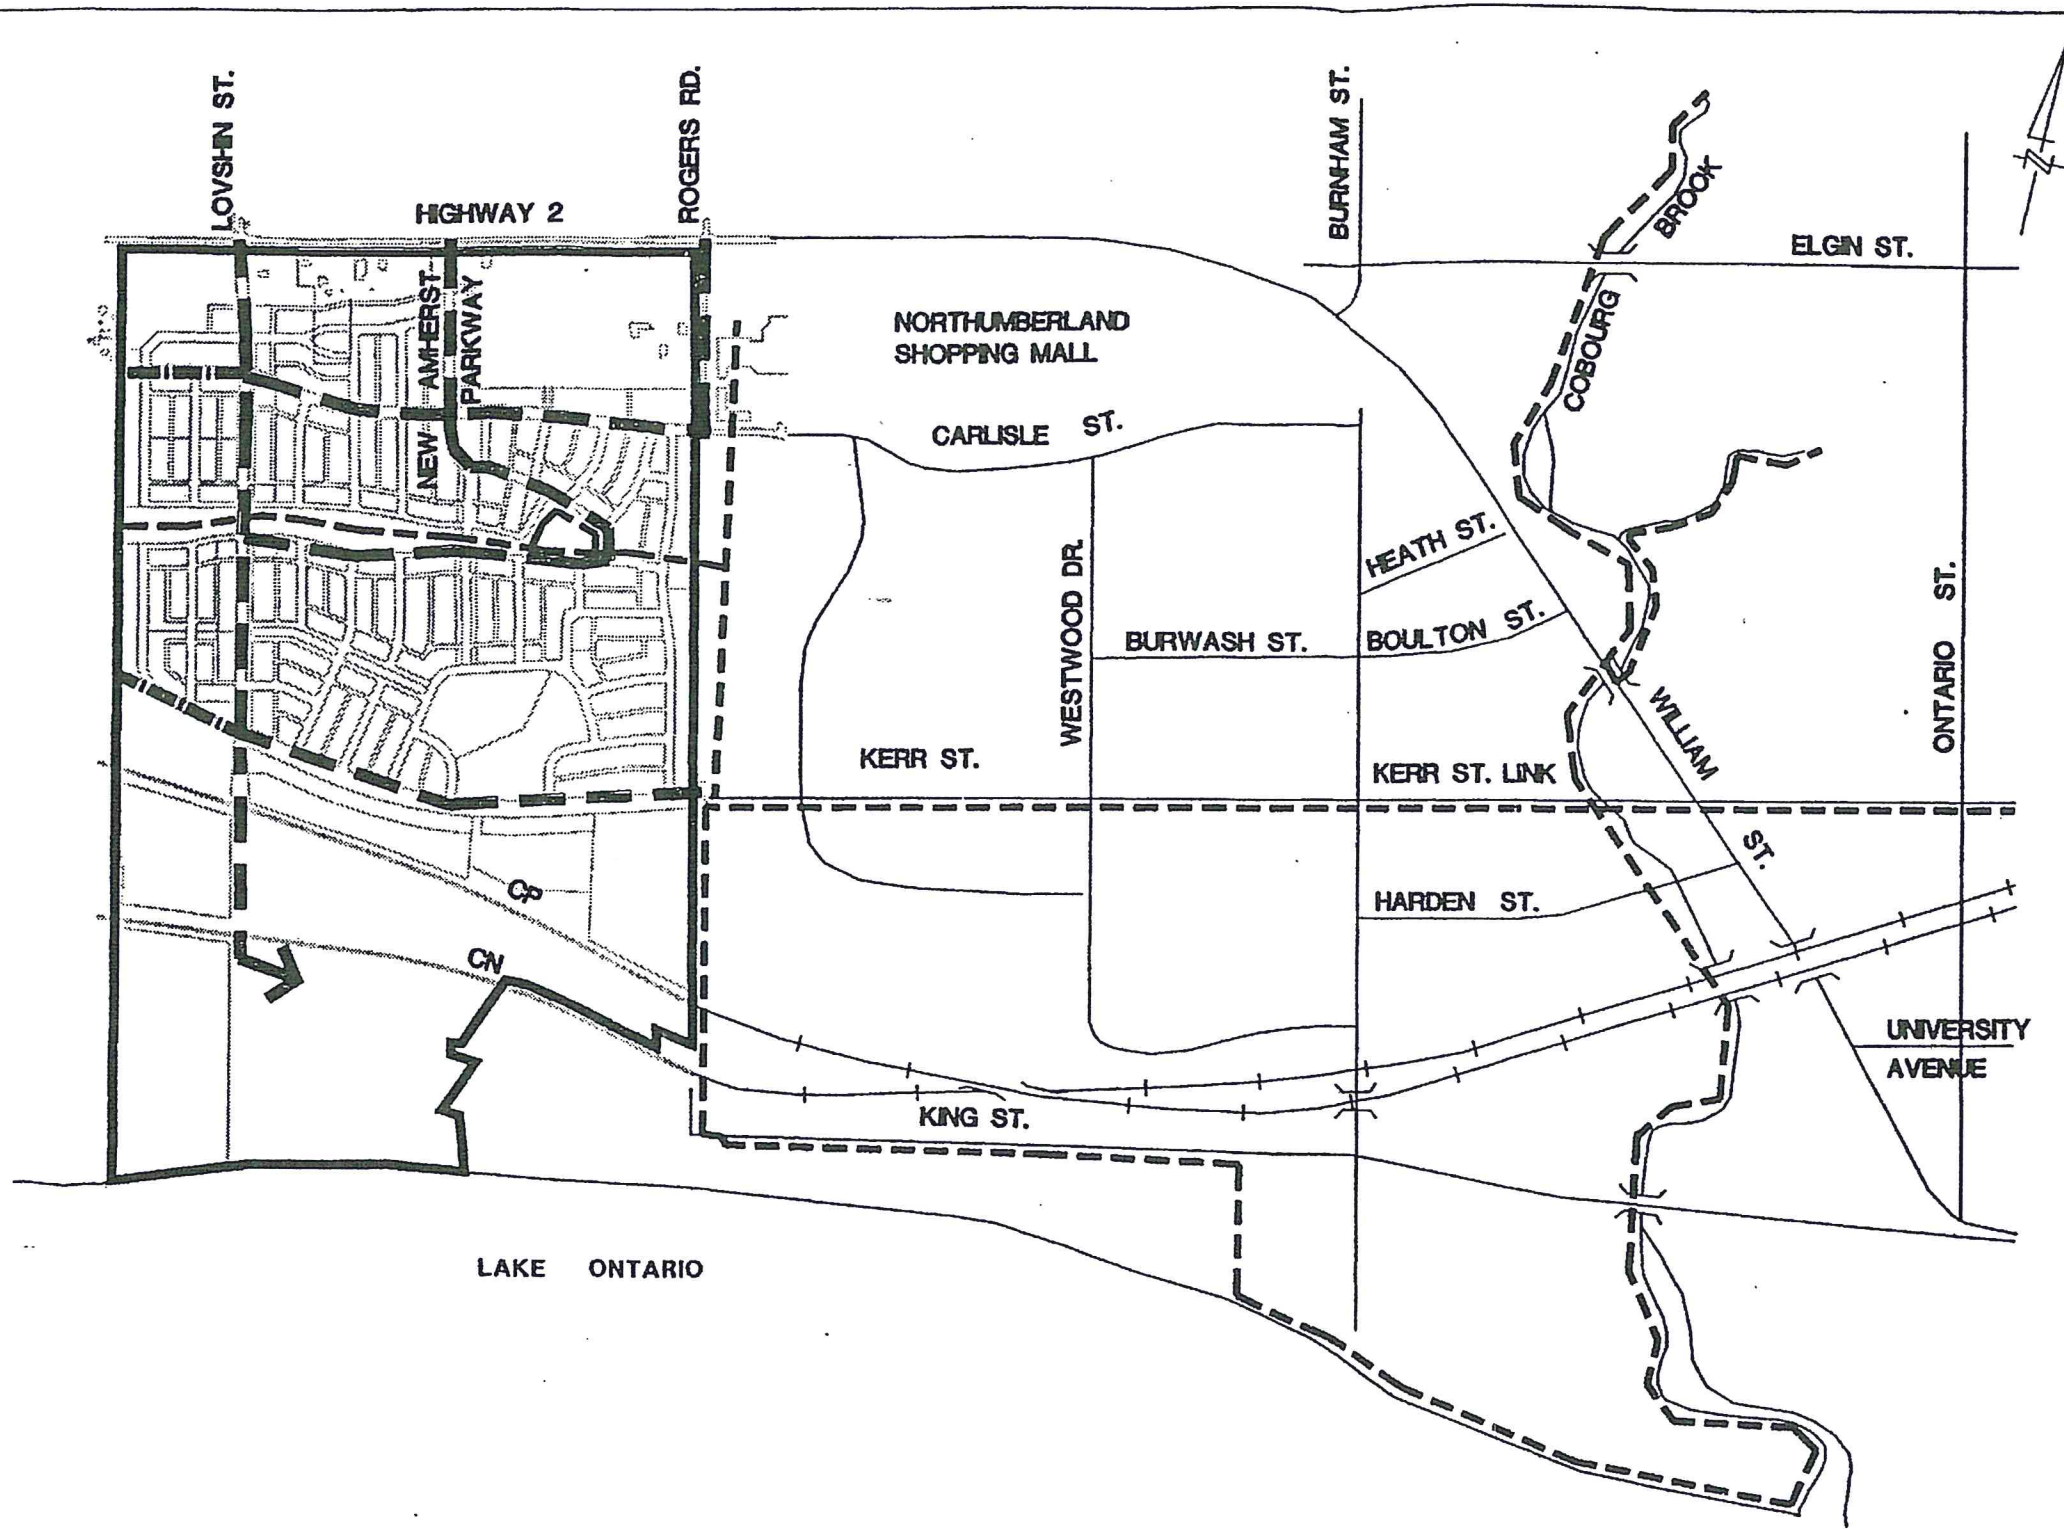 LOVSHIN ST.
ROGERS RD.
BURNHAM ST.
HIGHWAY 2
BROOK
ELGIN ST.
NEW AMHERST
PARKWAY
COBOURG
NORTHUMBERLAND
SHOPPING MALL
CARLISLE ST.
HEATH ST.
WESTWOOD DR.
BURWASH ST.
BOULTON ST.
ONTARIO ST.
WILLIAM ST.
KERR ST.
KERR ST. LINK
CP
HARDEN ST.
CN
UNIVERSITY
AVENUE
KING ST.
LAKE ONTARIO
N